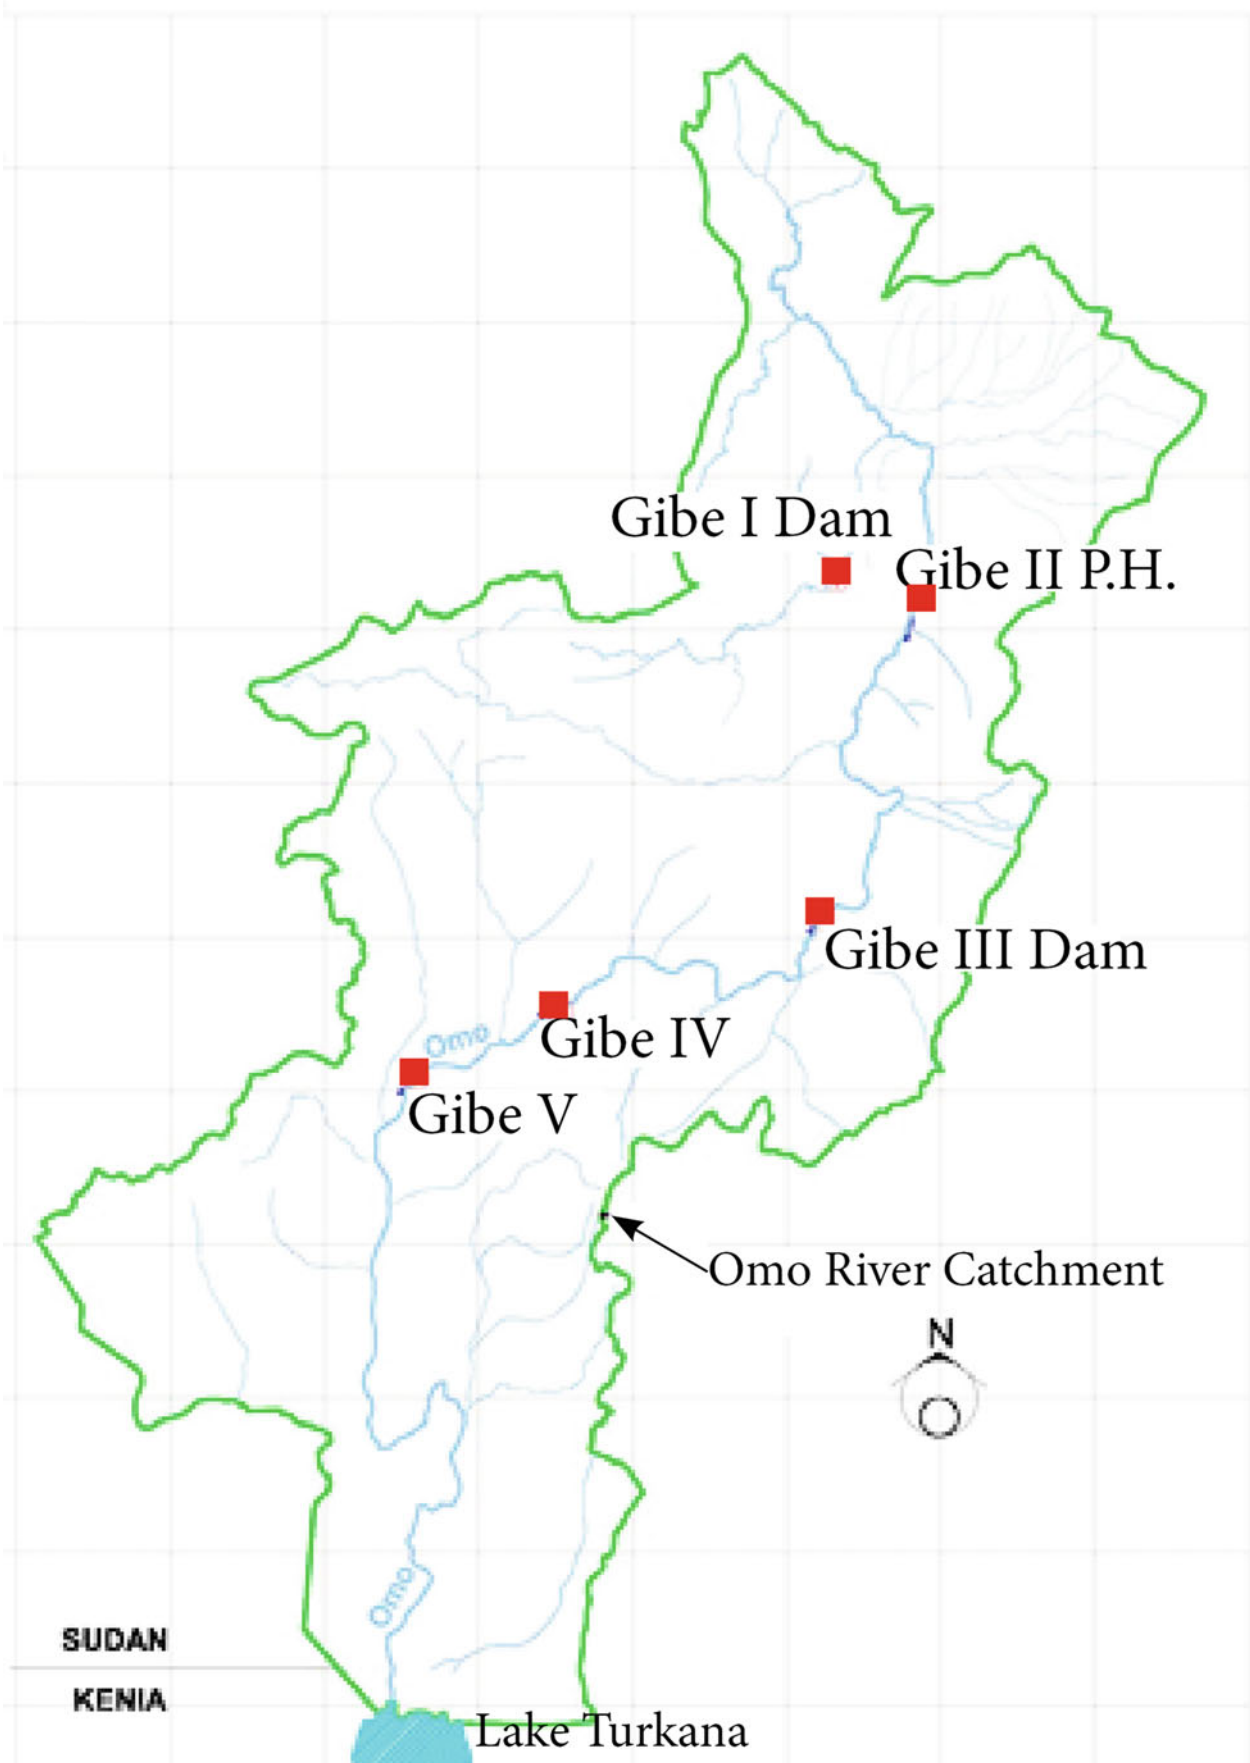 Gibe I Dam
Gibe II P.H.
Gibe III Dam
Omo
Gibe IV
Gibe V
Omo River Catchment
N
Omo
SUDAN
KENIA
Lake Turkana